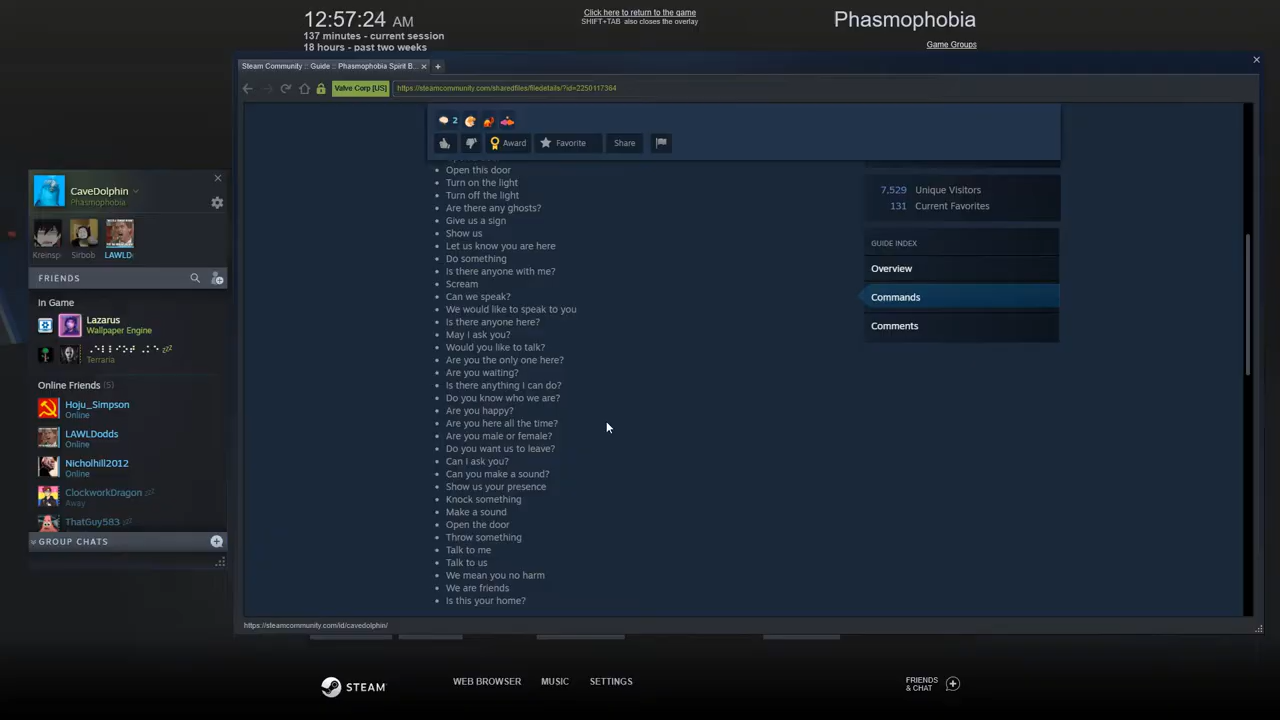 12:57:24 AM
137 minutes - current session
18 hours - past two weeks
Click here to return to the game
SHIFT+TAB also closes the overlay
Phasmophobia
Game Groups
Steam Community :: Guide :: Phasmophobia Spirit B...
Valve Corp [US]
https://steamcommunity.com/sharedfiles/filedetails/?id=2250117364
2
Award
Favorite
Share
Open this door
Turn on the light
Turn off the light
Are there any ghosts?
Give us a sign
Show us
Let us know you are here
Do something
Is there anyone with me?
Scream
Can we speak?
We would like to speak to you
Is there anyone here?
May I ask you?
Would you like to talk?
Are you the only one here?
Are you waiting?
Is there anything I can do?
Do you know who we are?
Are you happy?
Are you here all the time?
Are you male or female?
Do you want us to leave?
Can I ask you?
Can you make a sound?
Show us your presence
Knock something
Make a sound
Open the door
Throw something
Talk to me
Talk to us
We mean you no harm
We are friends
Is this your home?
7,529 Unique Visitors
131 Current Favorites
GUIDE INDEX
Overview
Commands
Comments
CaveDolphin
Phasmophobia
Kreinsp
Sirbob
LAWLD
FRIENDS
In Game
Lazarus
Wallpaper Engine
Terraria
Online Friends (5)
Hoju_Simpson
Online
LAWLDodds
Online
Nicholhill2012
Online
ClockworkDragon
Away
ThatGuy583
GROUP CHATS
https://steamcommunity.com/id/cavedolphin/
STEAM
WEB BROWSER
MUSIC
SETTINGS
FRIENDS
& CHAT